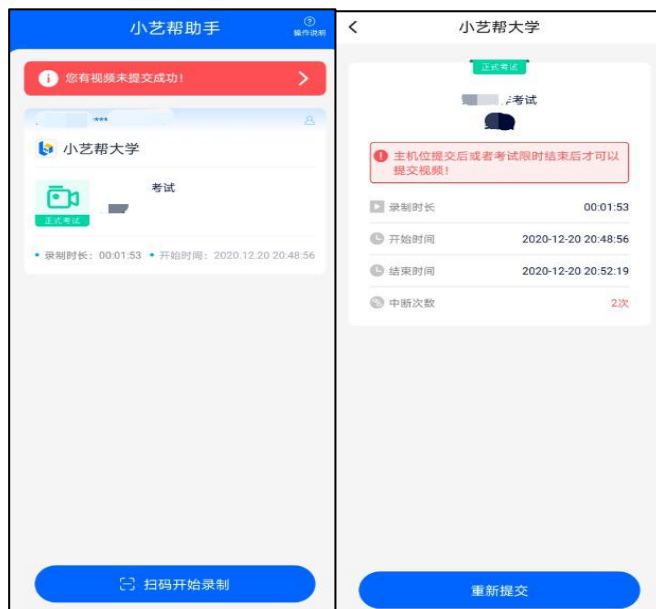 小艺帮助手
操作说明
您有视频未提交成功!
***
小艺帮大学
考试
正式考试
• 录制时长: 00:01:53 • 开始时间: 2020.12.20 20:48:56
扫码开始录制
小艺帮大学
正式考试
考试
主机位提交后或者考试限时结束后才可以
提交视频!
录制时长 00:01:53
开始时间 2020-12-20 20:48:56
结束时间 2020-12-20 20:52:19
中断次数 2次
重新提交